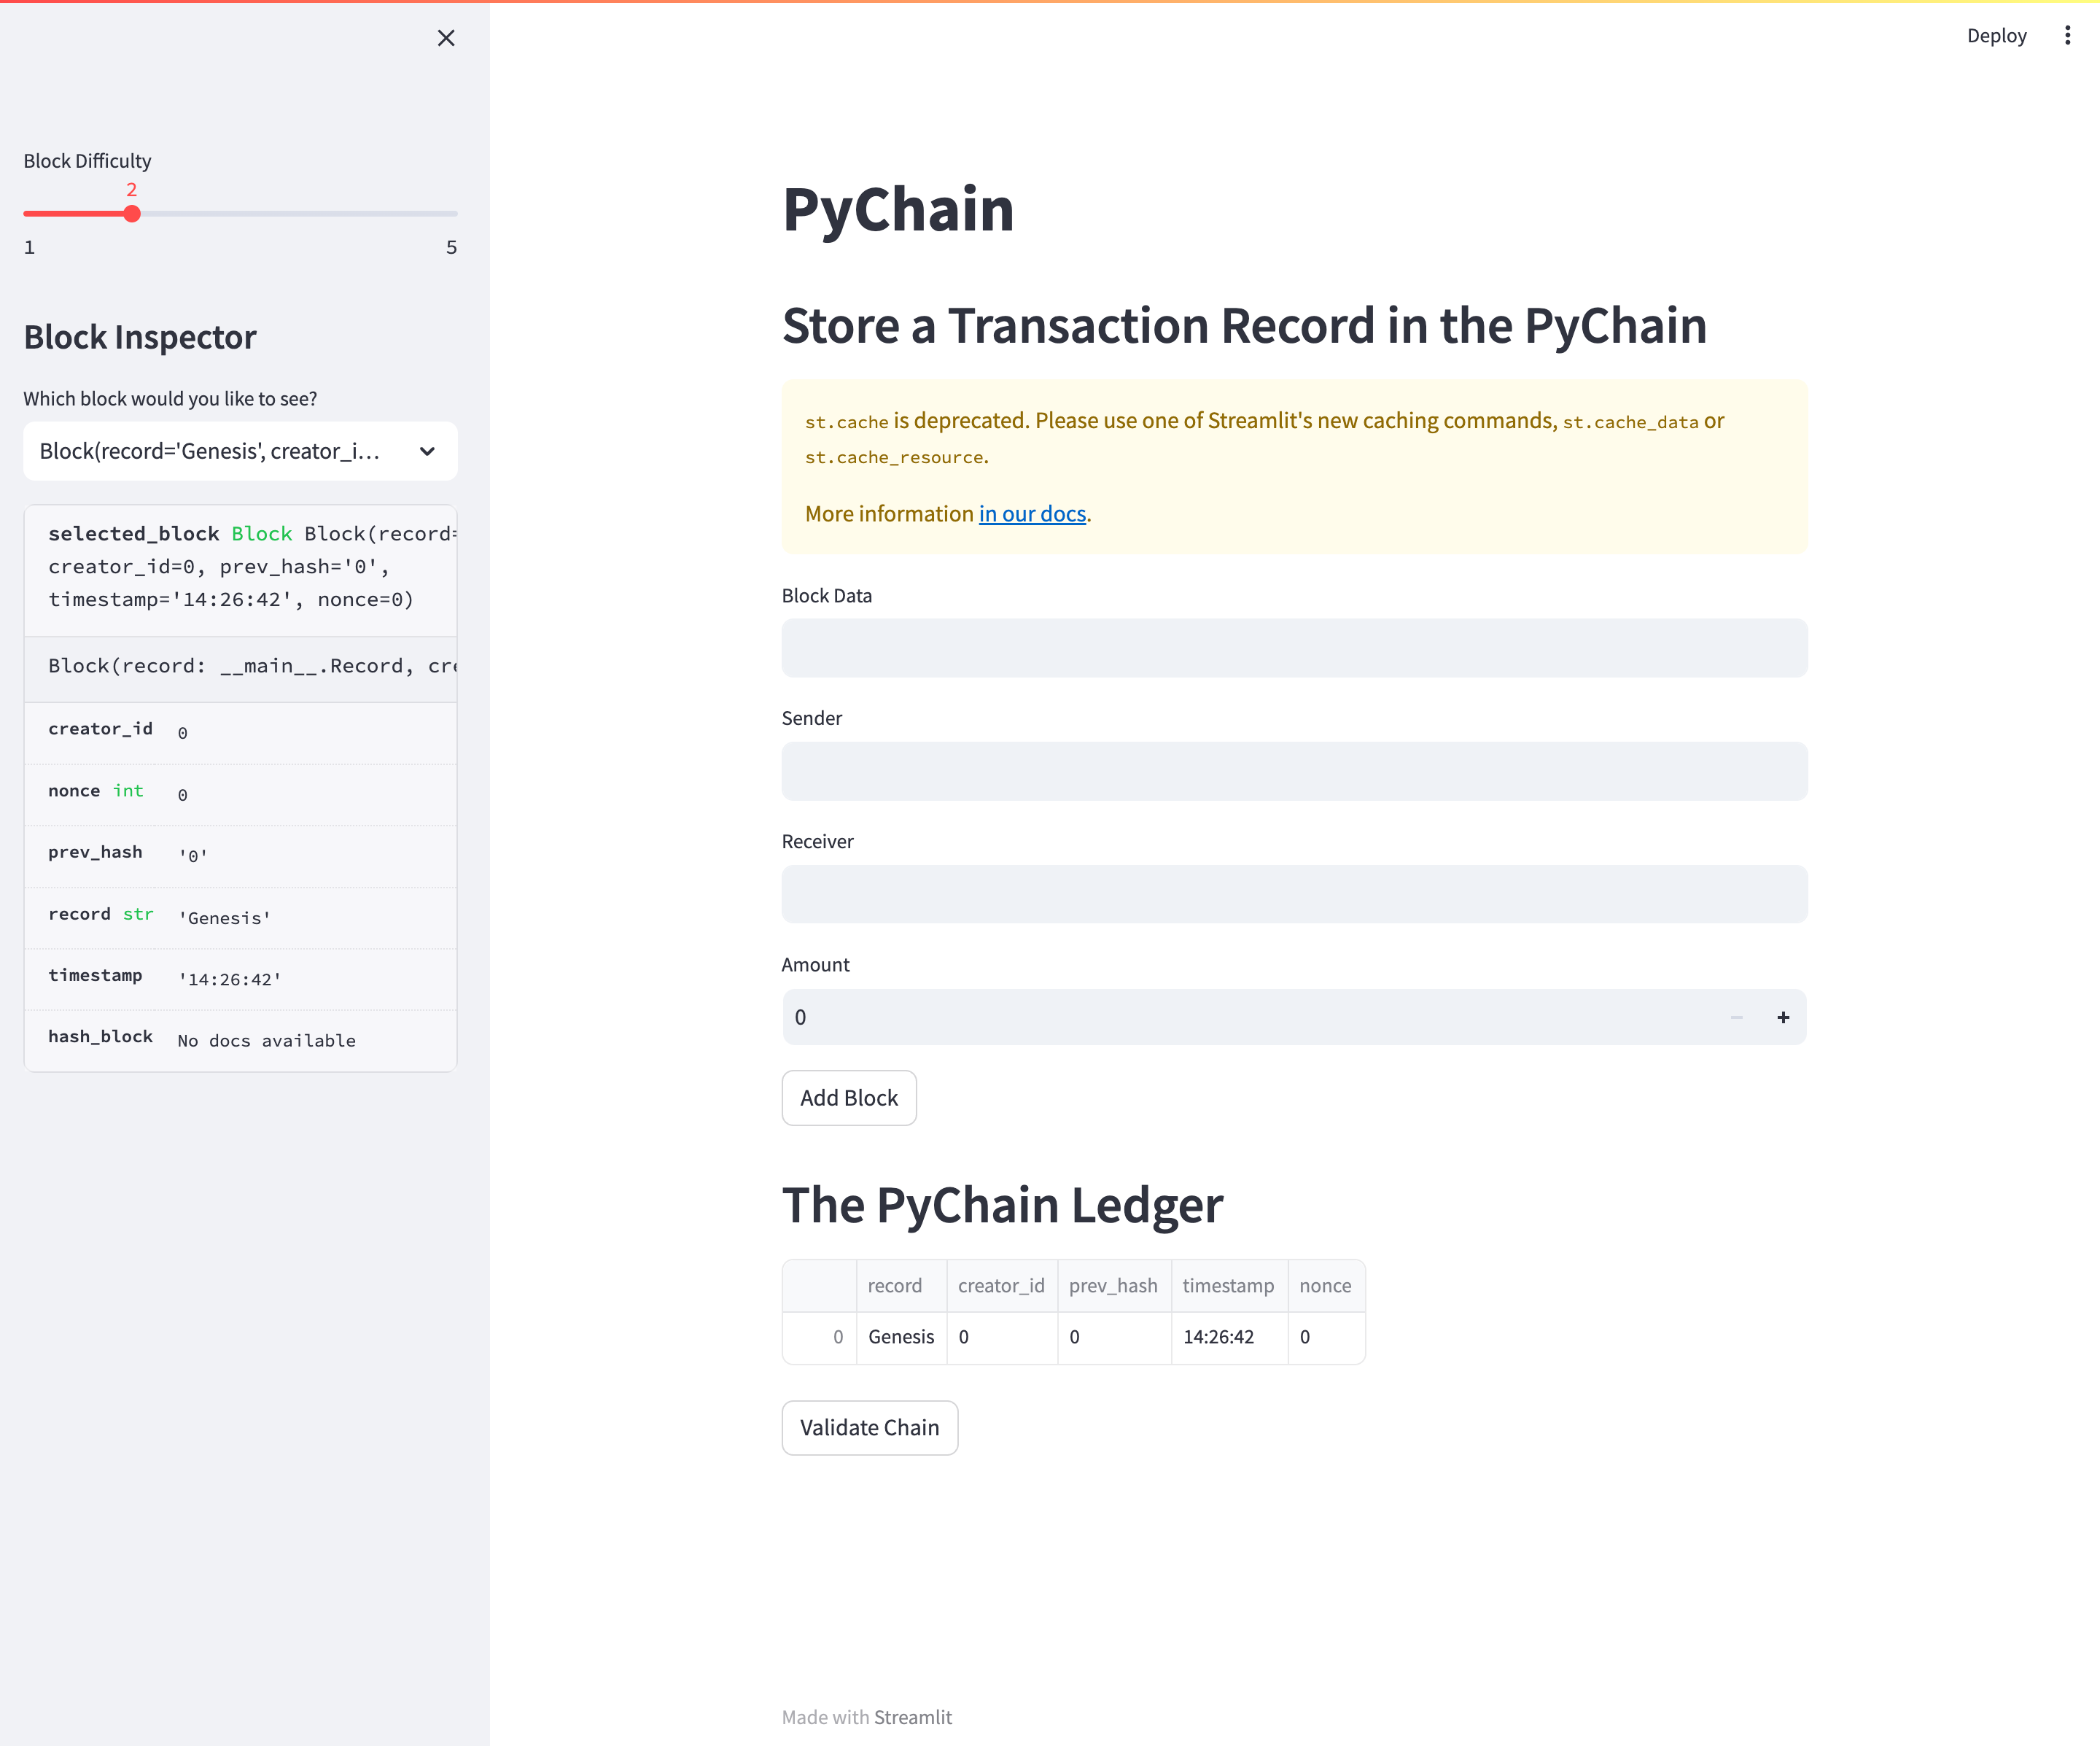 Deploy
Block Difficulty
2
1 5
Block Inspector
Which block would you like to see?
Block(record='Genesis', creator_i...
selected_block Block Block(record=
creator_id=0, prev_hash='0',
timestamp='14:26:42', nonce=0)
Block(record: __main__.Record, cre
creator_id 0
nonce int 0
prev_hash '0'
record str 'Genesis'
timestamp '14:26:42'
hash_block No docs available
PyChain
Store a Transaction Record in the PyChain
st.cache is deprecated. Please use one of Streamlit's new caching commands, st.cache_data or
st.cache_resource.
More information in our docs.
Block Data
Sender
Receiver
Amount
0
Add Block
The PyChain Ledger
record creator_id prev_hash timestamp nonce
0 Genesis 0 0 14:26:42 0
Validate Chain
Made with Streamlit